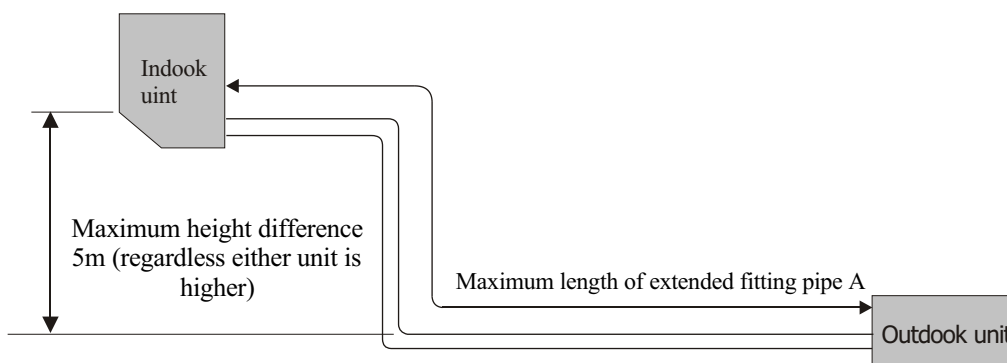 Indook
uint
Maximum height difference
5m (regardless either unit is
higher)
Maximum length of extended fitting pipe A
Outdook unit